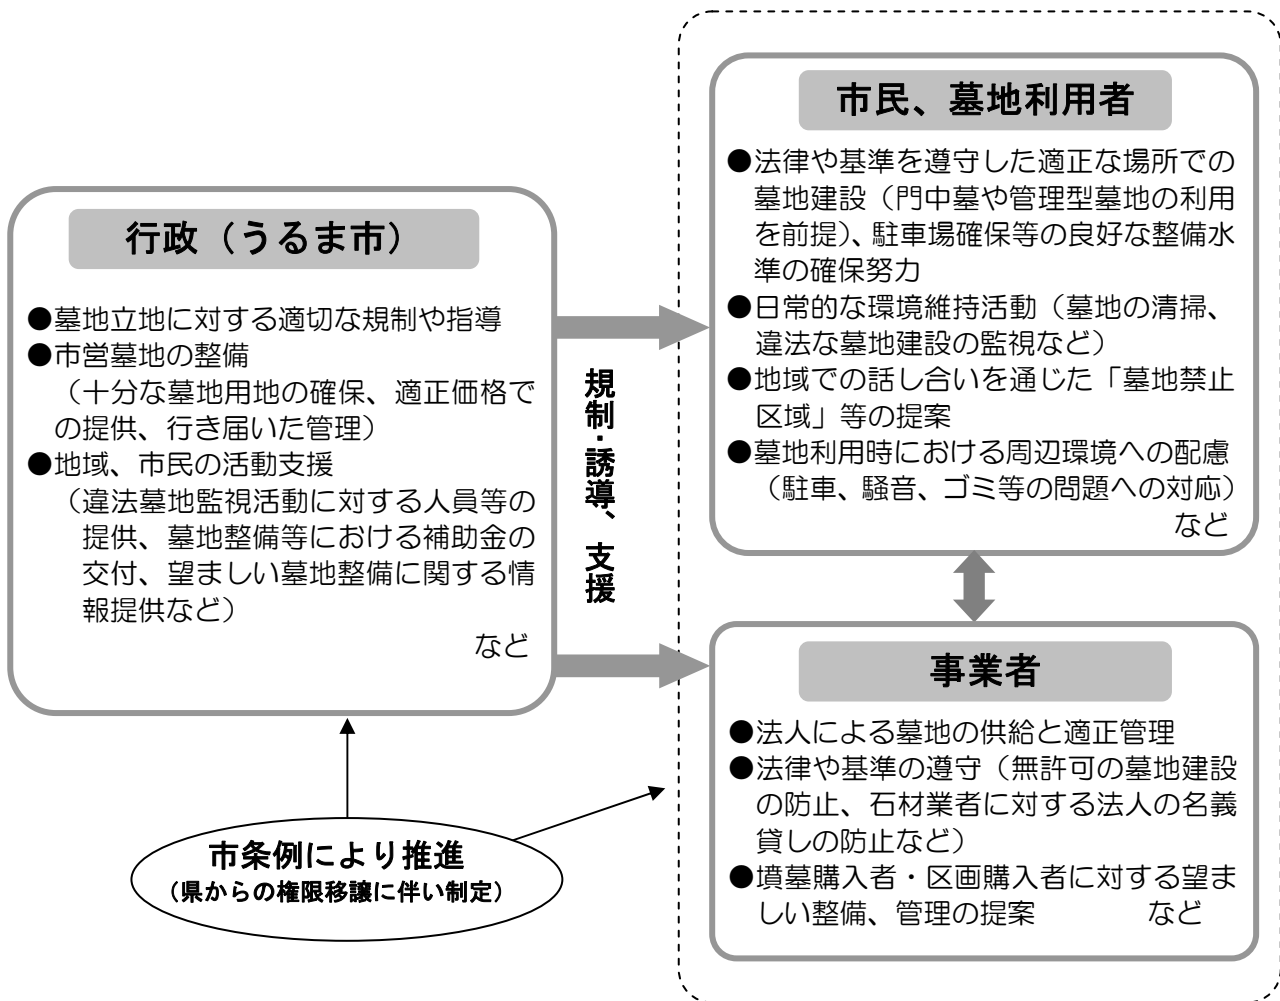 行政（うるま市）
●墓地立地に対する適切な規制や指導
●市営墓地の整備
（十分な墓地用地の確保、適正価格で
の提供、行き届いた管理）
●地域、市民の活動支援
（違法墓地監視活動に対する人員等の
提供、墓地整備等における補助金の
交付、望ましい墓地整備に関する情
報提供など）
など
規制・誘導、支援
市民、墓地利用者
●法律や基準を遵守した適正な場所での
墓地建設（門中墓や管理型墓地の利用
を前提）、駐車場確保等の良好な整備水
準の確保努力
●日常的な環境維持活動（墓地の清掃、
違法な墓地建設の監視など）
●地域での話し合いを通じた「墓地禁止
区域」等の提案
●墓地利用時における周辺環境への配慮
（駐車、騒音、ゴミ等の問題への対応）
など
事業者
●法人による墓地の供給と適正管理
●法律や基準の遵守（無許可の墓地建設
の防止、石材業者に対する法人の名義
貸しの防止など）
●墳墓購入者・区画購入者に対する望ま
しい整備、管理の提案　など
市条例により推進
（県からの権限移譲に伴い制定）